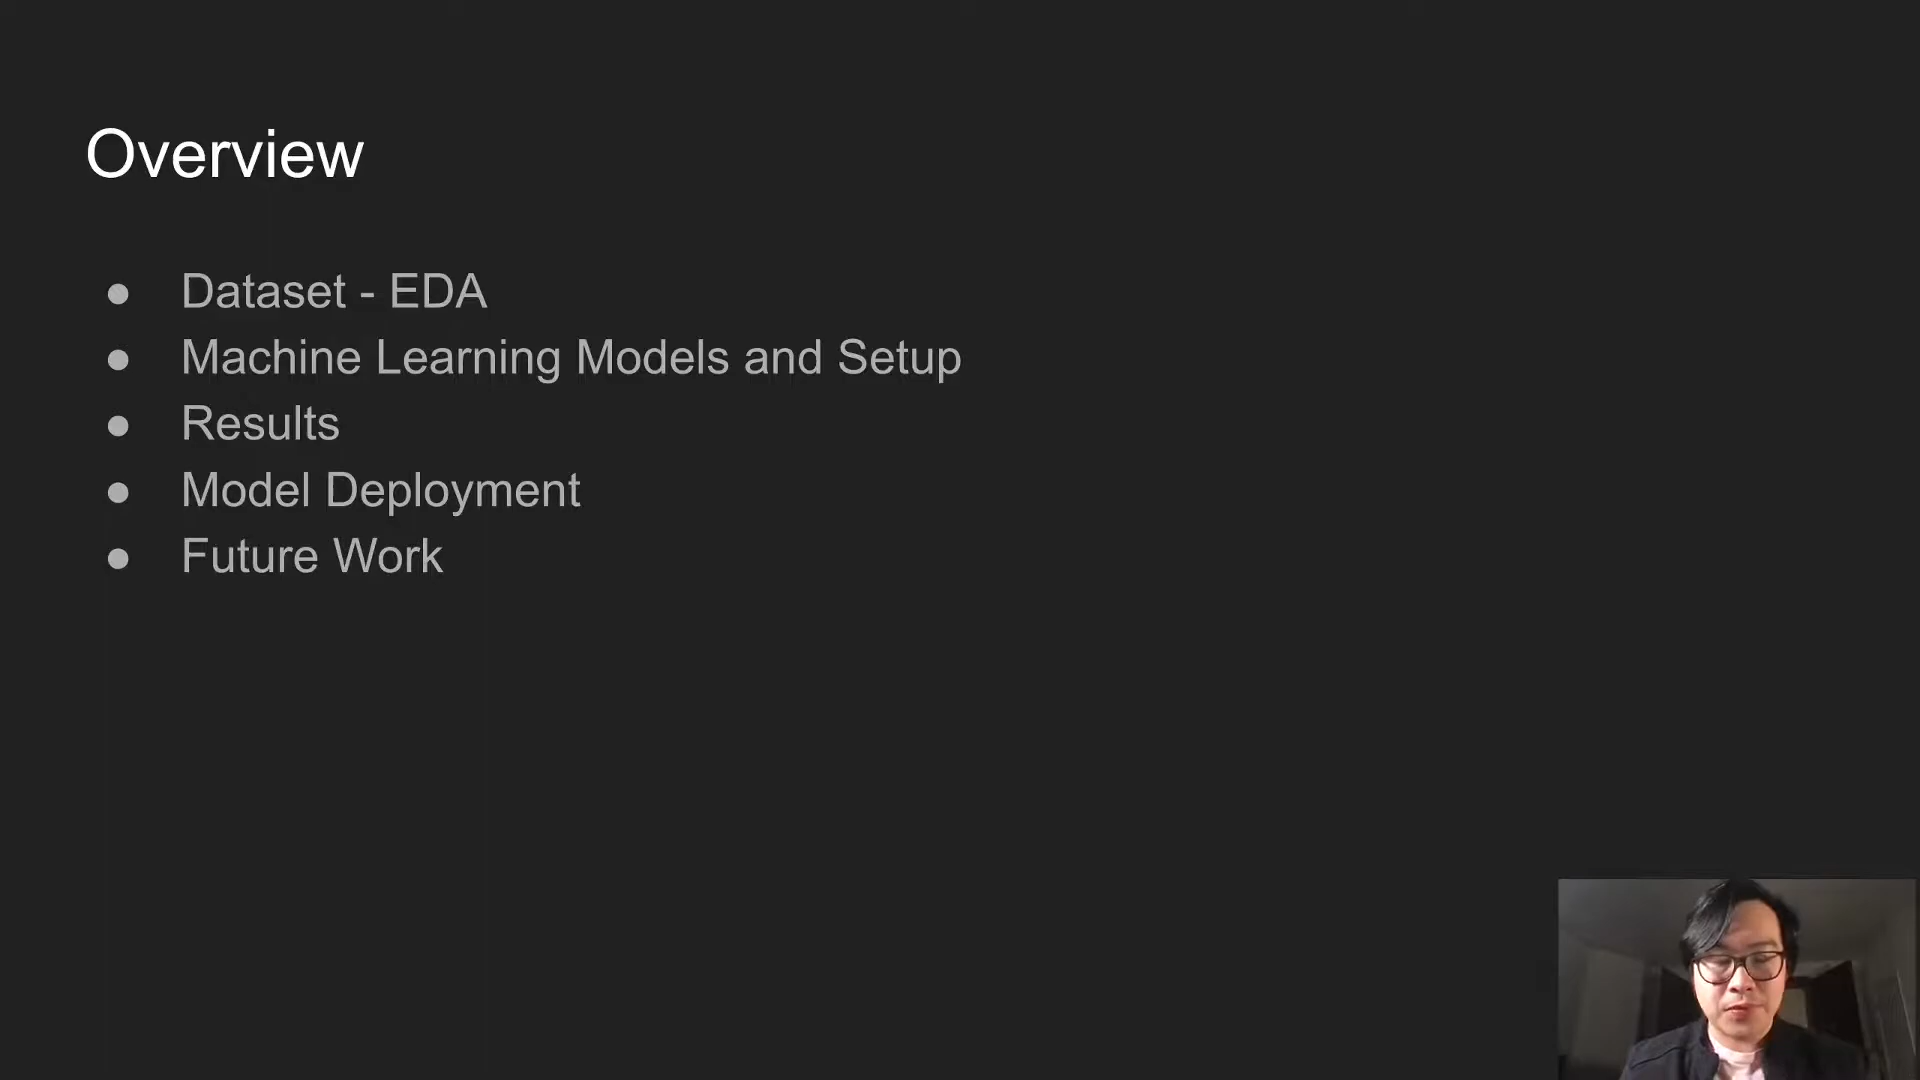 Overview
● Dataset - EDA
● Machine Learning Models and Setup
● Results
● Model Deployment
● Future Work